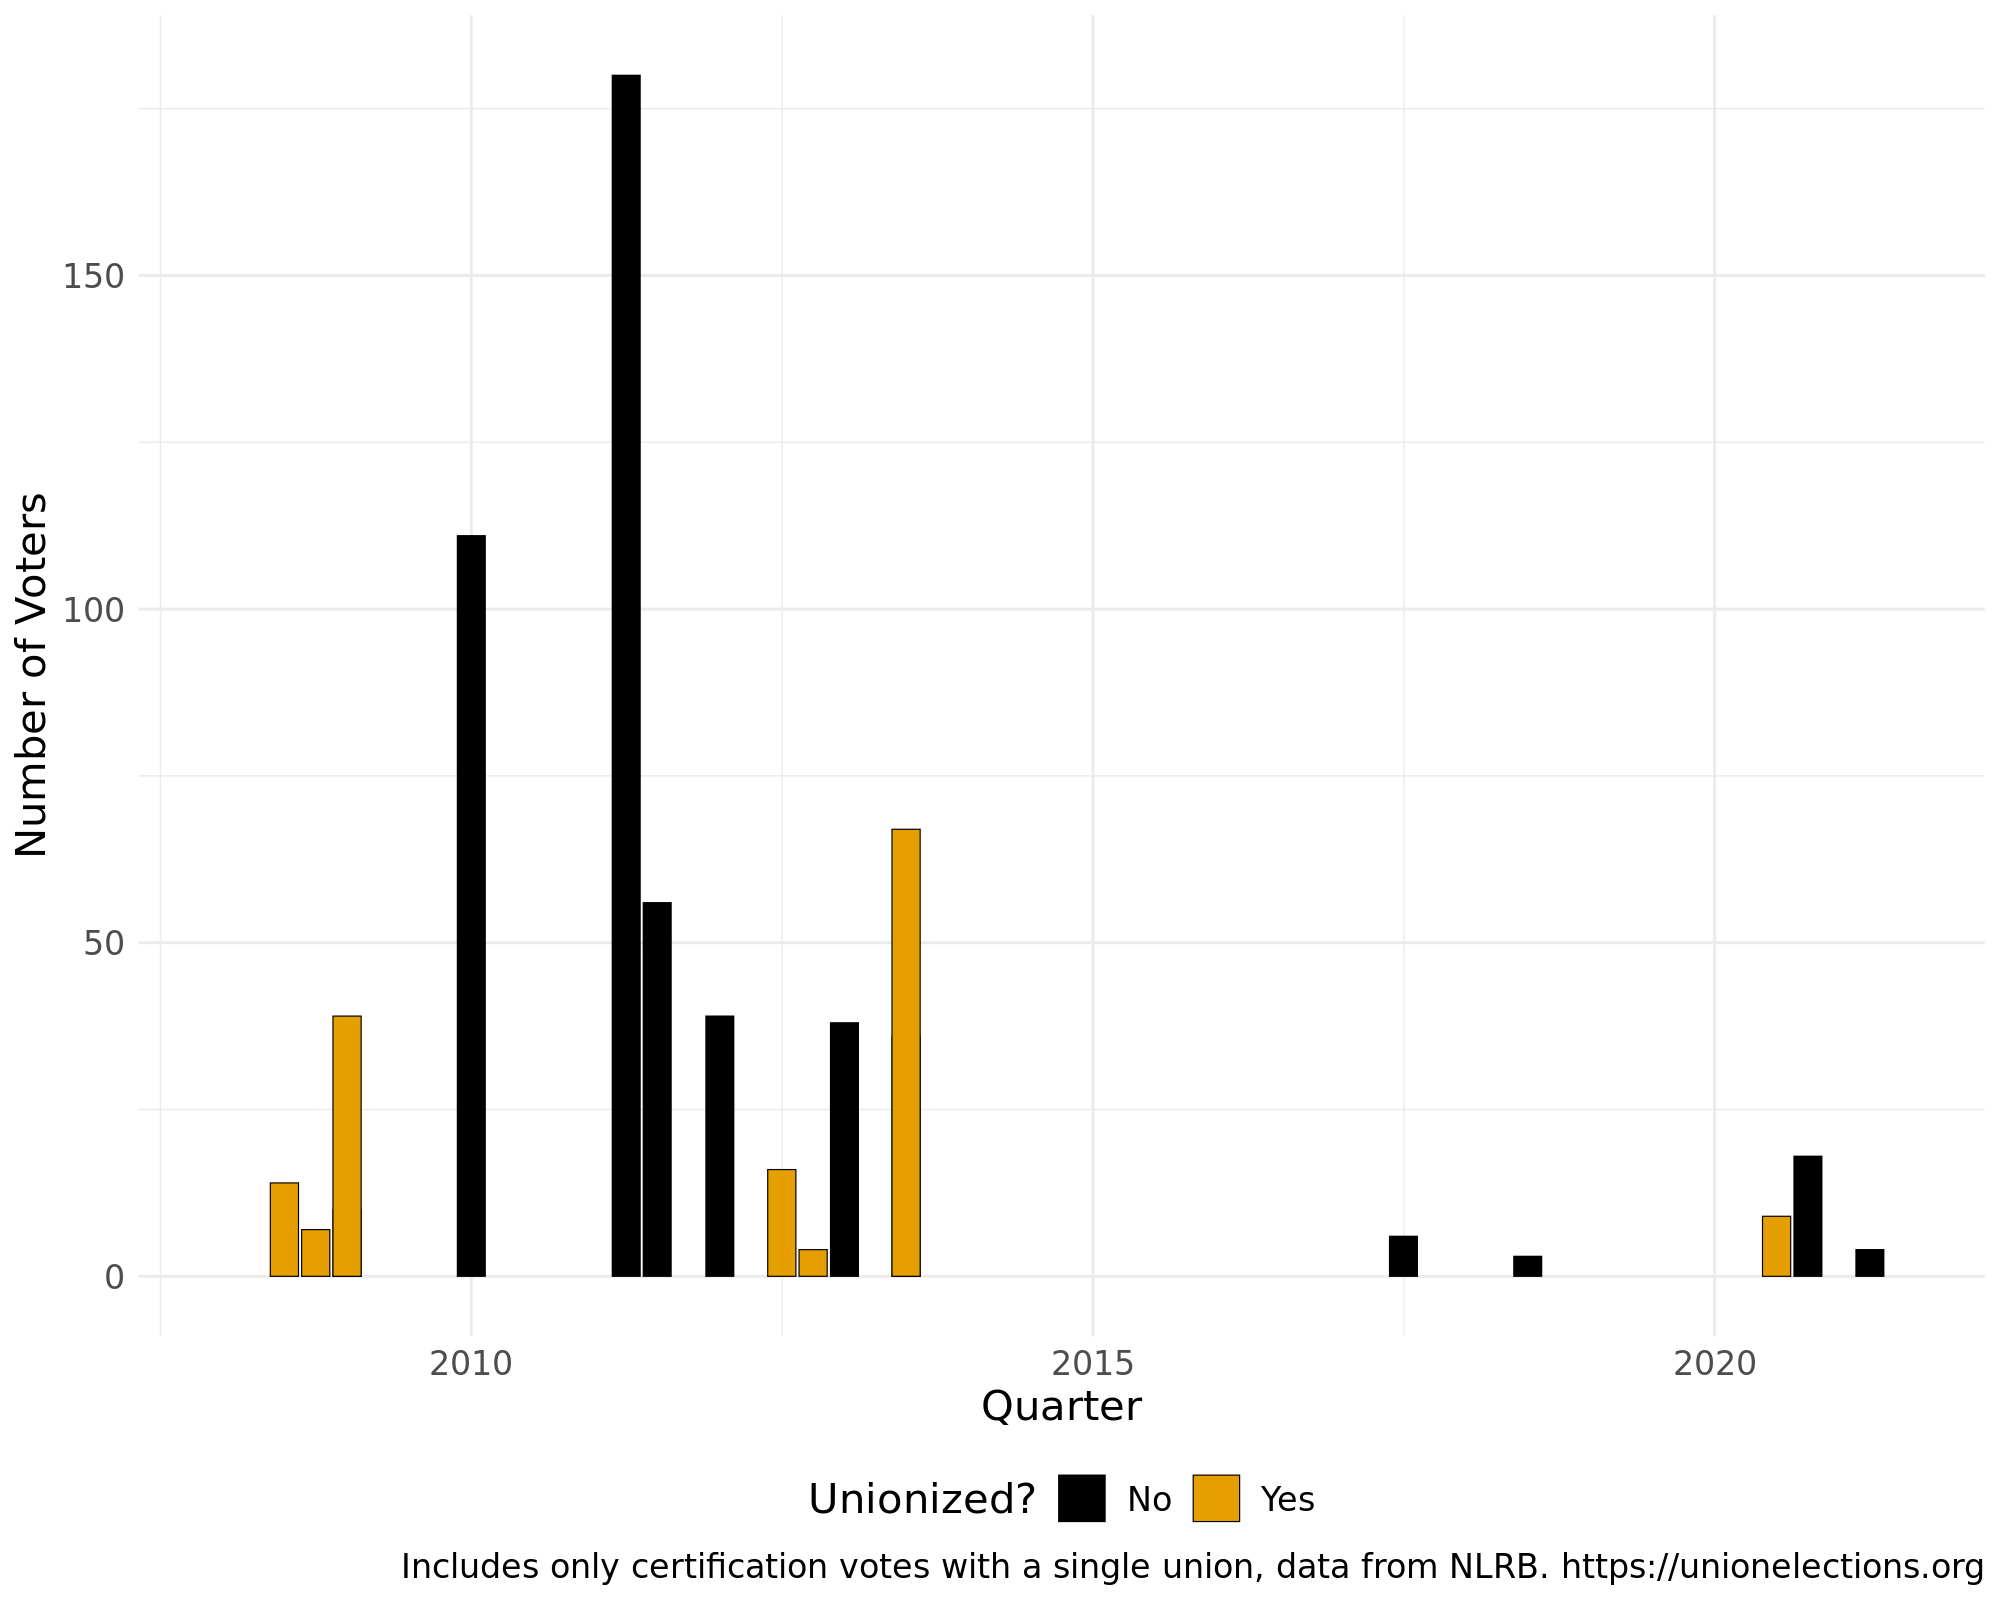 Number of Voters
150
100
50
0
2010 2015 2020
Quarter
Unionized? No Yes
Includes only certification votes with a single union, data from NLRB. https://unionelections.org